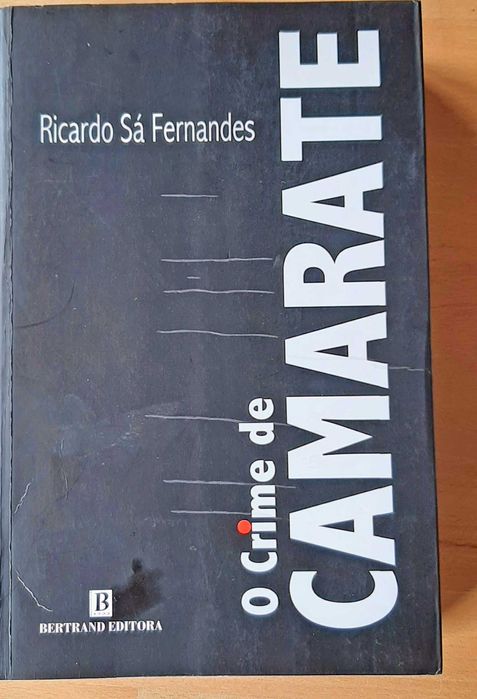 Ricardo Sá Fernandes
O Crime de
CAMARATE
B
BERTRAND EDITORA